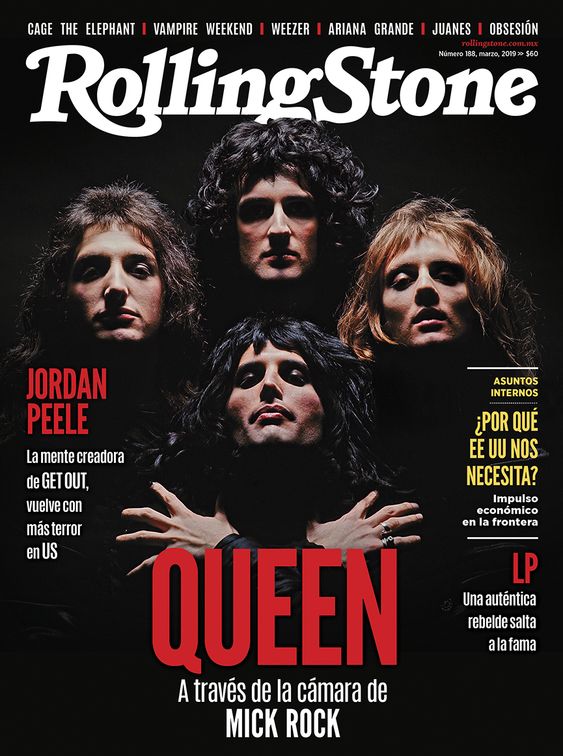 CAGE THE ELEPHANT | VAMPIRE WEEKEND | WEEZER | ARIANA GRANDE | JUANES | OBSESIÓN
rollingstone.com.mx
Número 188, marzo, 2019 >> $60
RollingStone
JORDAN
PEELE
La mente creadora
de GET OUT,
vuelve con
más terror
en US
ASUNTOS
INTERNOS
¿POR QUÉ
EE UU NOS
NECESITA?
Impulso
económico
en la frontera
LP
Una auténtica
rebelde salta
a la fama
QUEEN
A través de la cámara de
MICK ROCK